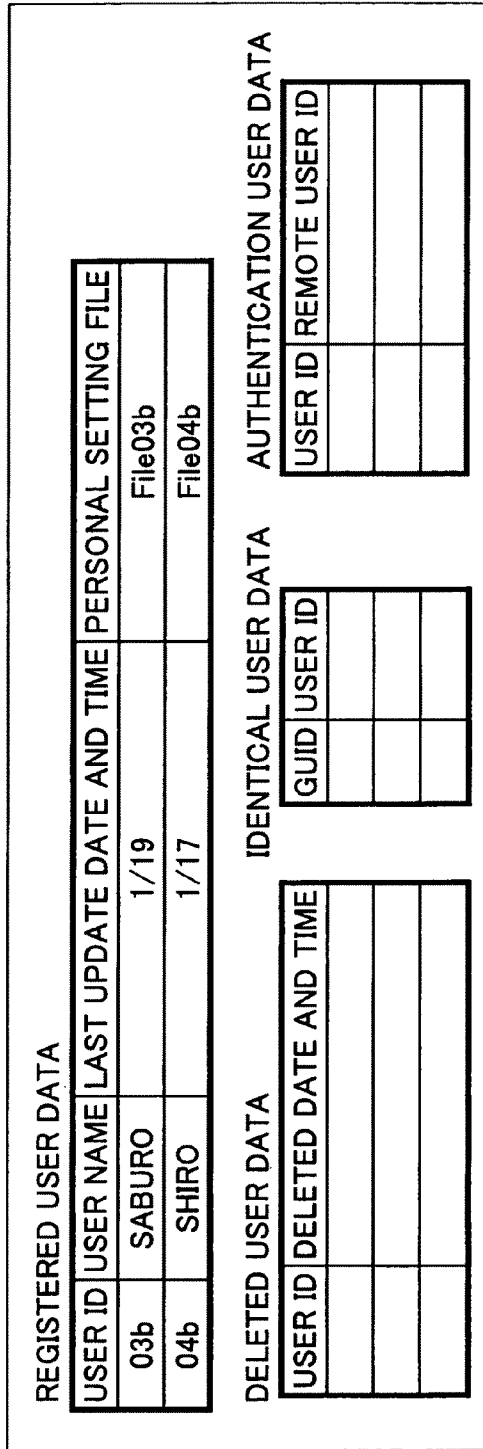 REGISTERED USER DATA
USER ID USER NAME LAST UPDATE DATE AND TIME PERSONAL SETTING FILE
03b SABURO 1/19 File03b
04b SHIRO 1/17 File04b
DELETED USER DATA IDENTICAL USER DATA AUTHENTICATION USER DATA
USER ID DELETED DATE AND TIME GUID USER ID USER ID REMOTE USER ID